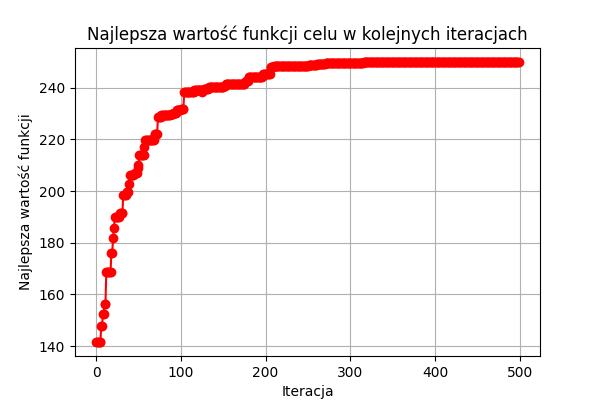 Najlepsza wartość funkcji celu w kolejnych iteracjach
Najlepsza wartość funkcji
240
220
200
180
160
140
0 100 200 300 400 500
Iteracja